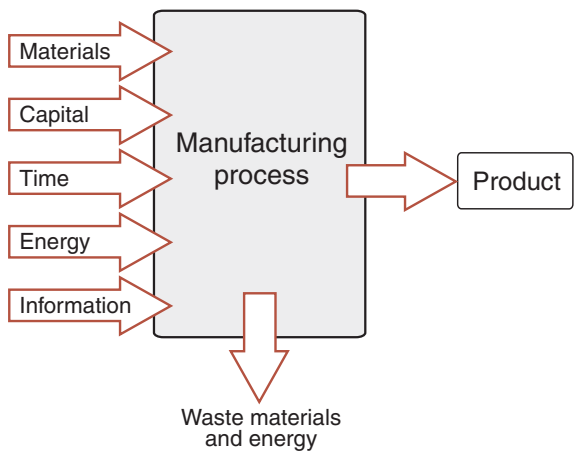 Materials
Capital
Time
Energy
Information
Manufacturing
process
Product
Waste materials
and energy